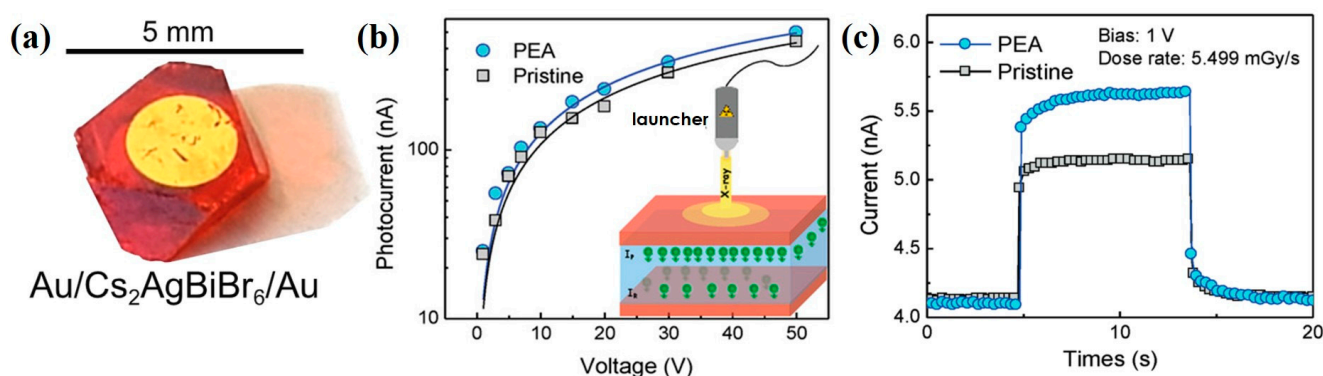 (a)
5 mm
Au/Cs₂AgBiBr₆/Au
(b)
PEA
Pristine
launcher
X-ray
Iₚ
100
10
Photocurrent (nA)
0 10 20 30 40 50
Voltage (V)
(c)
PEA
Pristine
Bias: 1 V
Dose rate: 5.499 mGy/s
6.0
5.5
5.0
4.5
4.0
Current (nA)
0 10 20
Times (s)